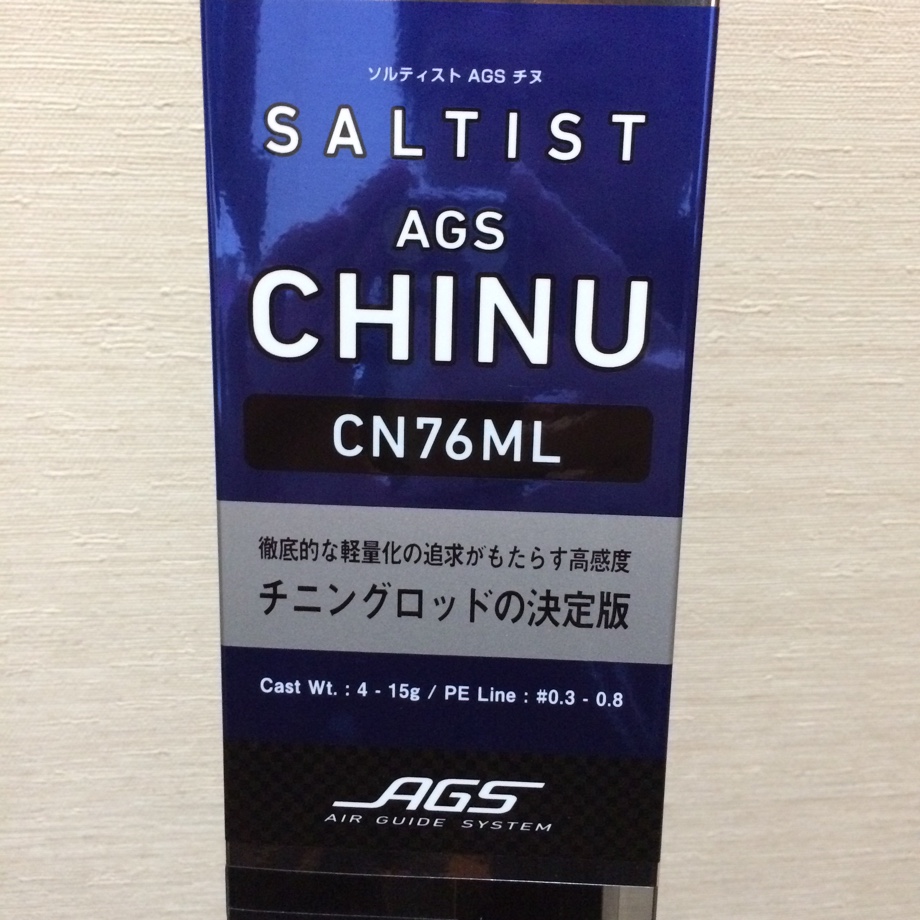 ソルティスト AGS チヌ
SALTIST
AGS
CHINU
CN76ML
徹底的な軽量化の追求がもたらす高感度
チニングロッドの決定版
Cast Wt. : 4 - 15g / PE Line : #0.3 - 0.8
AGS
AIR GUIDE SYSTEM